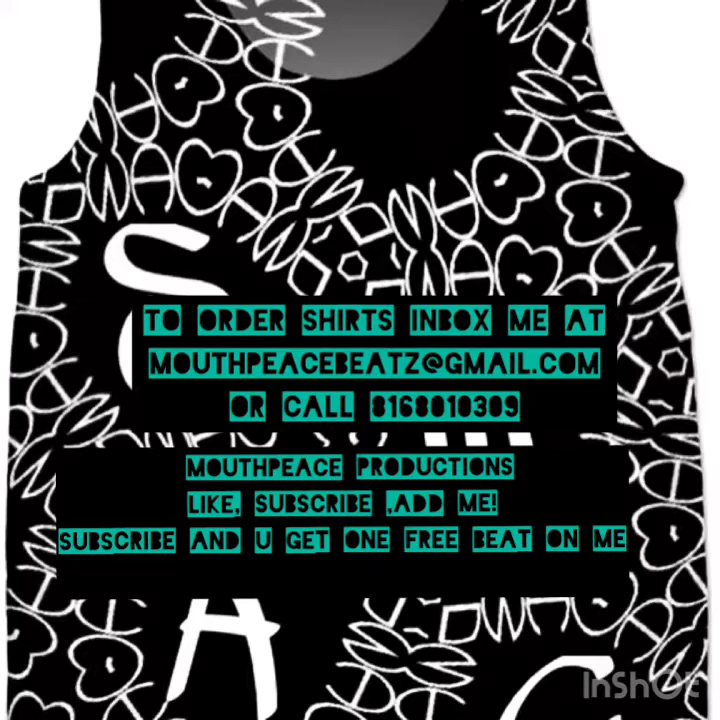 TO ORDER SHIRTS INBOX ME AT
MOUTHPEACEBEATZ@GMAIL.COM
OR CALL 8168010309
MOUTHPEACE PRODUCTIONS
LIKE, SUBSCRIBE ,ADD ME!
SUBSCRIBE AND U GET ONE FREE BEAT ON ME
InShOt